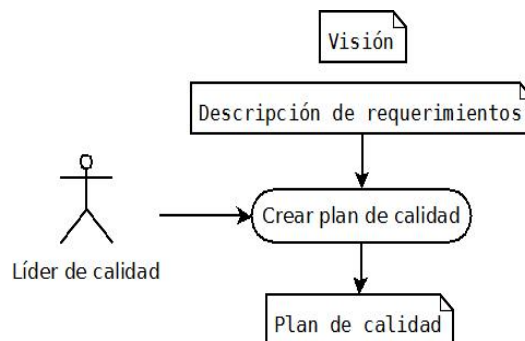 Visión
Descripción de requerimientos
Crear plan de calidad
Líder de calidad
Plan de calidad